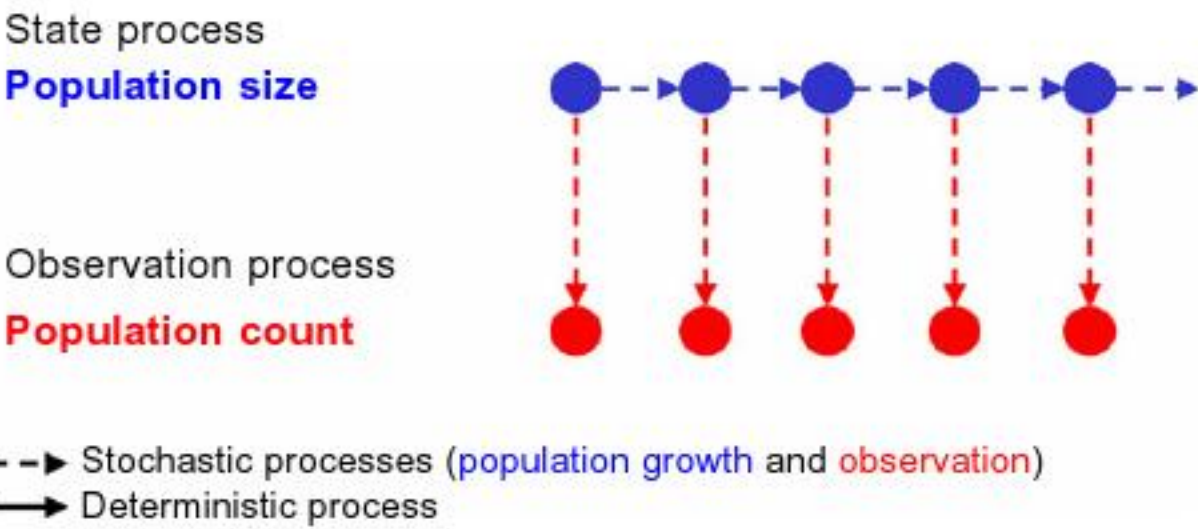 State process
Population size
Observation process
Population count
Stochastic processes (population growth and observation)
Deterministic process